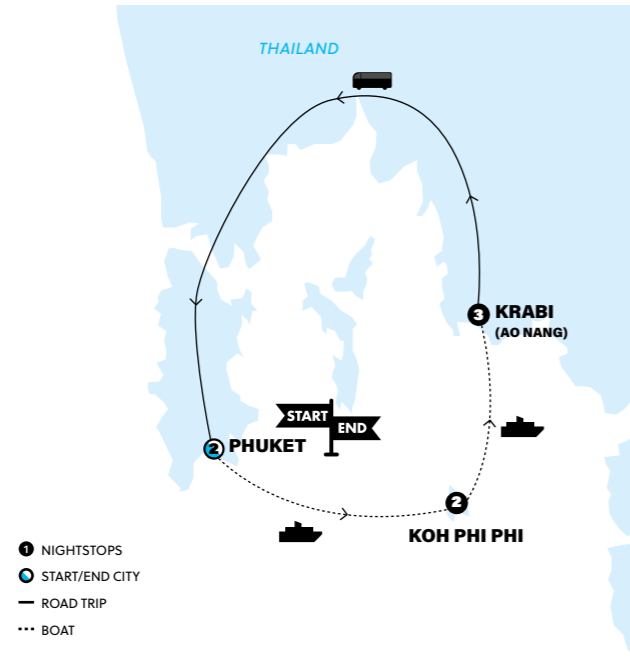 THAILAND
3 KRABI
(AO NANG)
START
END
2 PHUKET
2
KOH PHI PHI
1 NIGHTSTOPS
START/END CITY
ROAD TRIP
BOAT